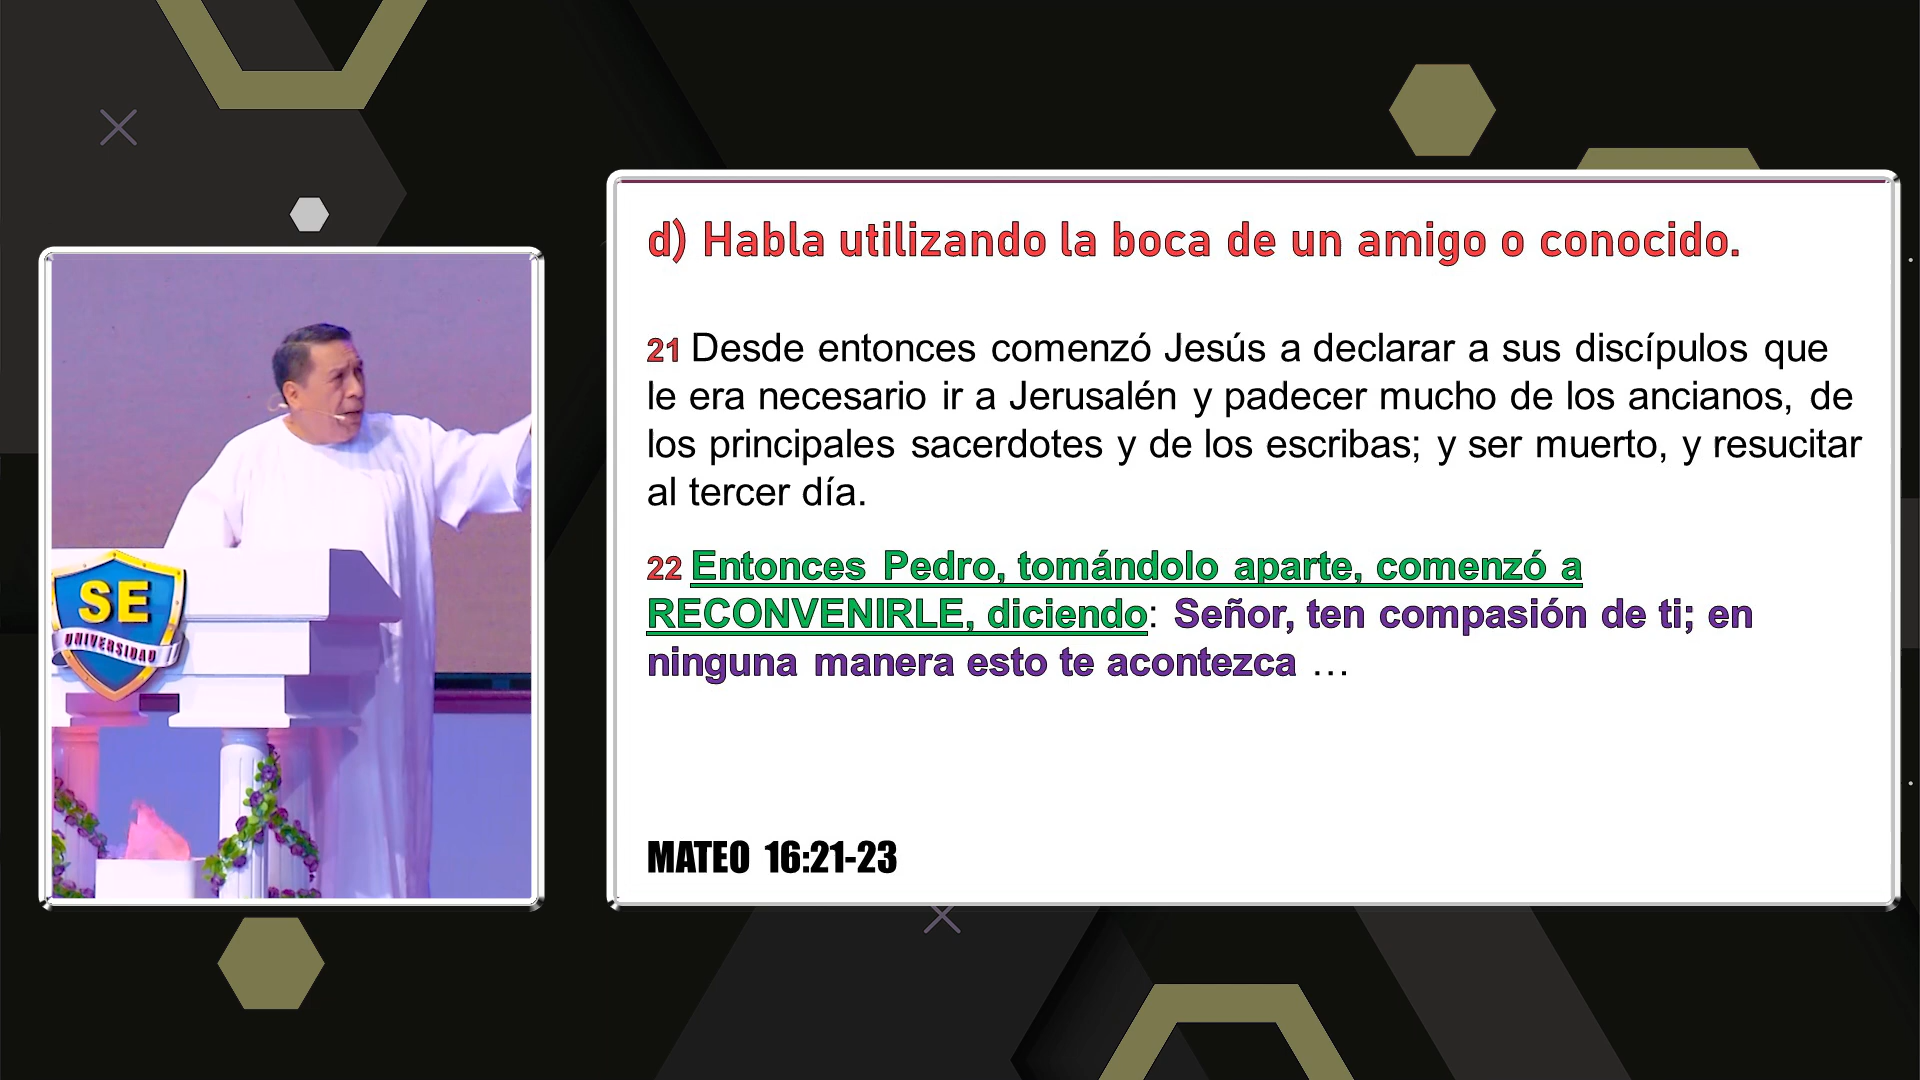 d) Habla utilizando la boca de un amigo o conocido.
21 Desde entonces comenzó Jesús a declarar a sus discípulos que
le era necesario ir a Jerusalén y padecer mucho de los ancianos, de
los principales sacerdotes y de los escribas; y ser muerto, y resucitar
al tercer día.
22 Entonces Pedro, tomándolo aparte, comenzó a
RECONVENIRLE, diciendo: Señor, ten compasión de ti; en
ninguna manera esto te acontezca …
MATEO 16:21-23
SE
UNIVERSIDAD